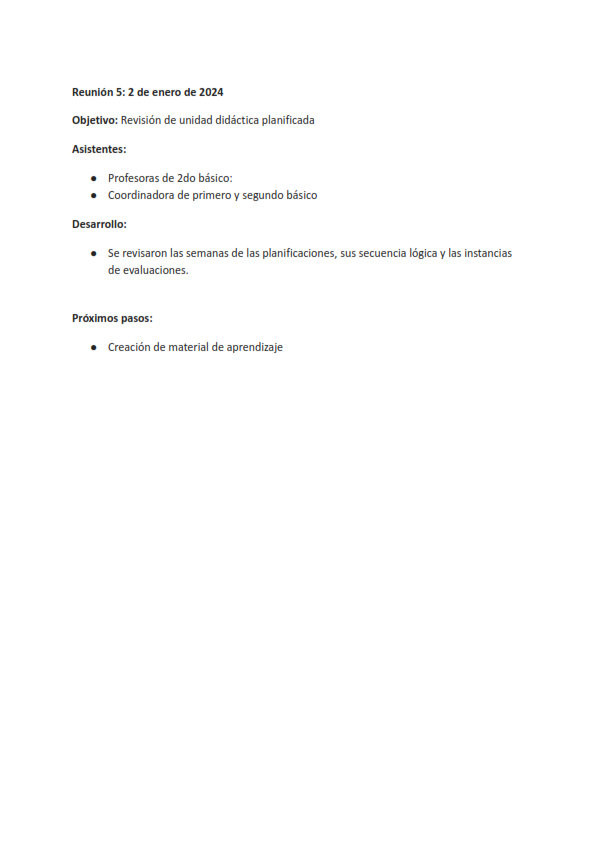 Reunión 5: 2 de enero de 2024
Objetivo: Revisión de unidad didáctica planificada
Asistentes:
● Profesoras de 2do básico:
● Coordinadora de primero y segundo básico
Desarrollo:
● Se revisaron las semanas de las planificaciones, sus secuencia lógica y las instancias
de evaluaciones.
Próximos pasos:
● Creación de material de aprendizaje